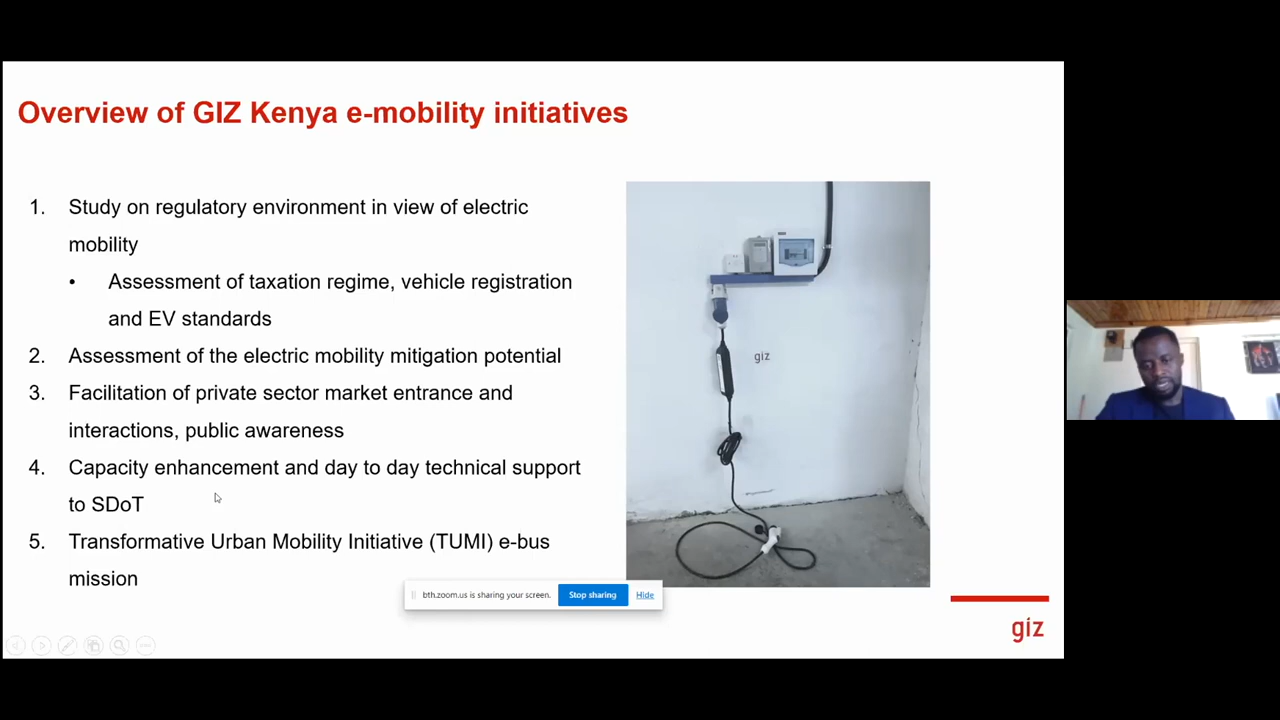 Overview of GIZ Kenya e-mobility initiatives
1. Study on regulatory environment in view of electric
mobility
• Assessment of taxation regime, vehicle registration
and EV standards
2. Assessment of the electric mobility mitigation potential
3. Facilitation of private sector market entrance and
interactions, public awareness
4. Capacity enhancement and day to day technical support
to SDoT
5. Transformative Urban Mobility Initiative (TUMI) e-bus
mission
giz
bth.zoom.us is sharing your screen. Stop sharing Hide
giz